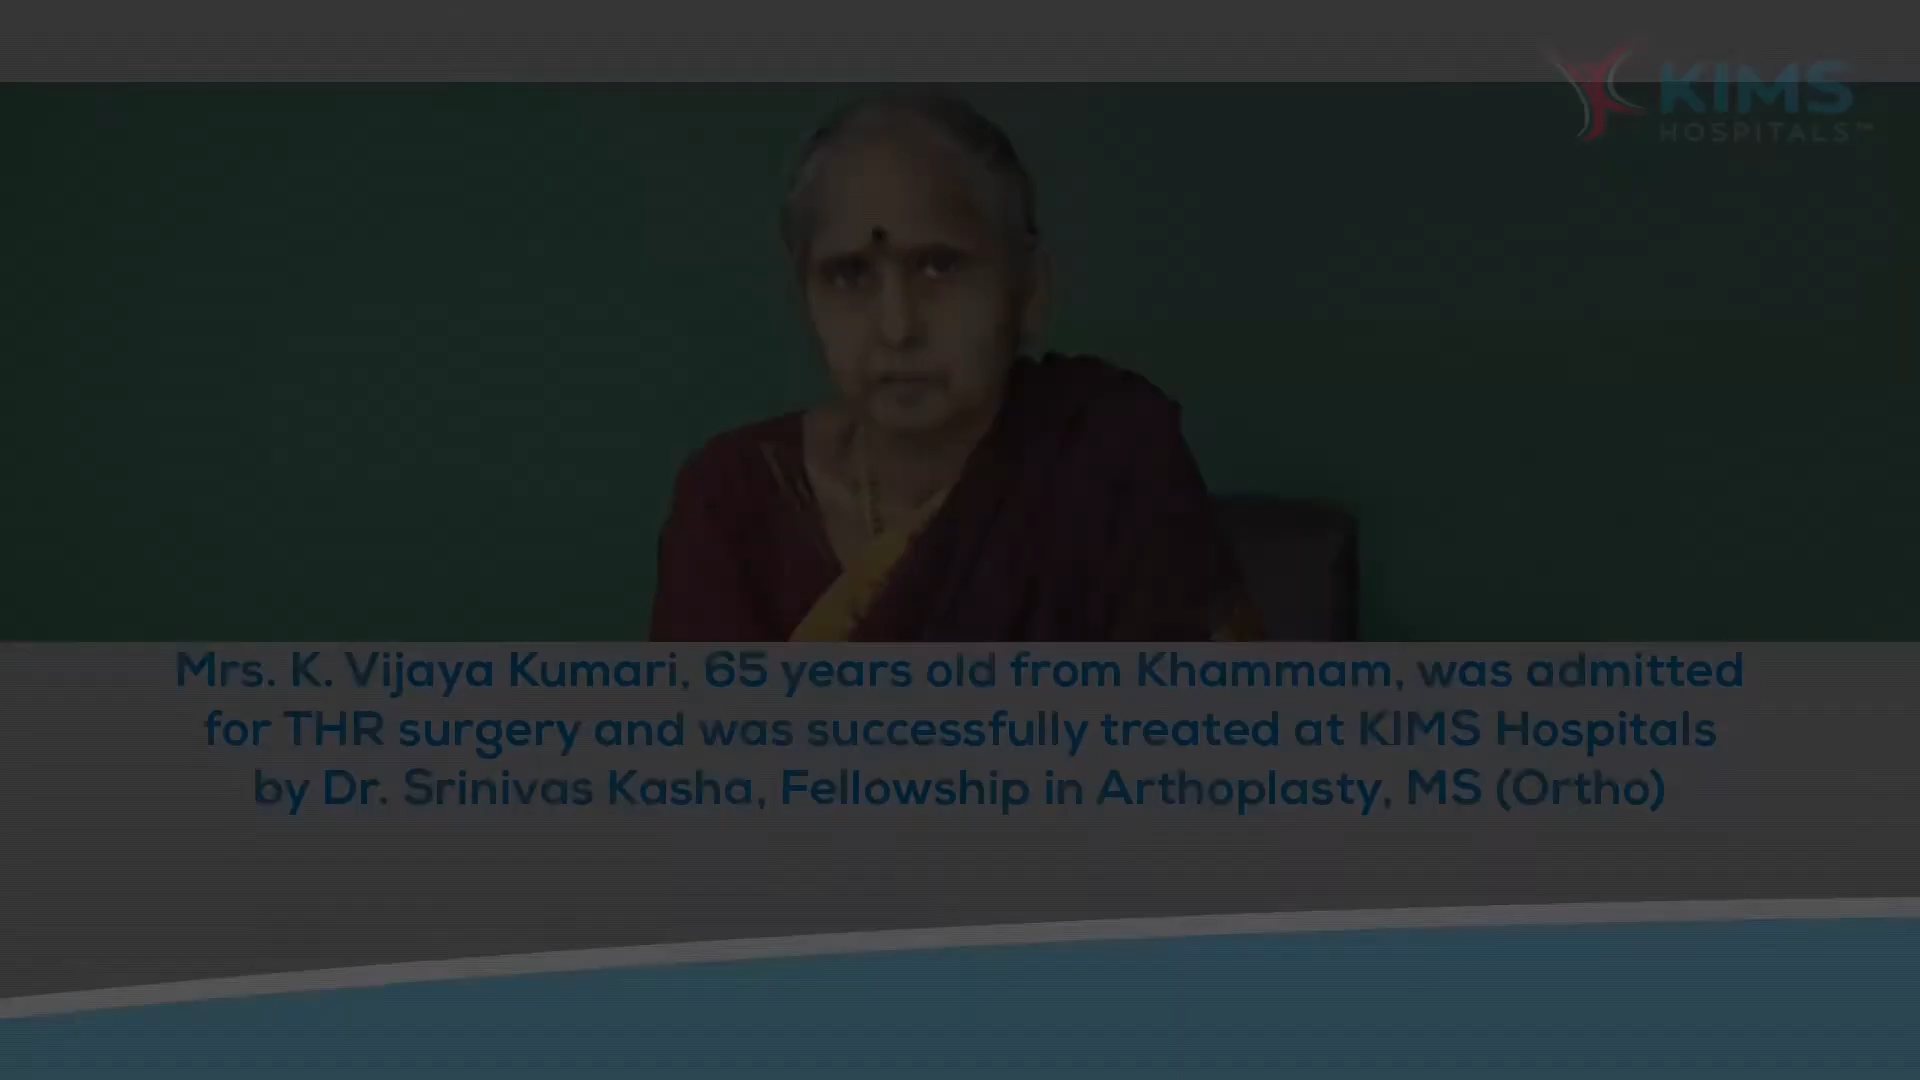 KIMS
HOSPITALS™
Mrs. K. Vijaya Kumari, 65 years old from Khammam, was admitted
for THR surgery and was successfully treated at KIMS Hospitals
by Dr. Srinivas Kasha, Fellowship in Arthoplasty, MS (Ortho)